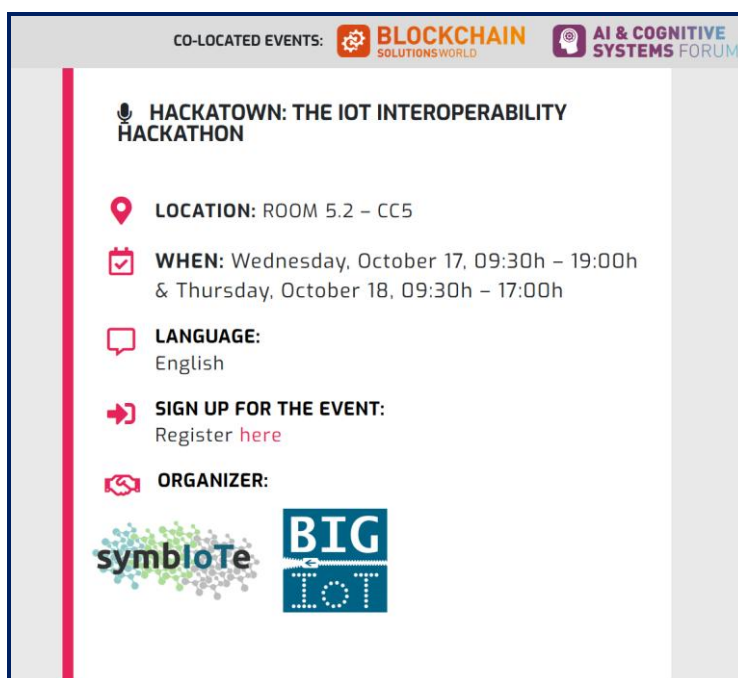 CO-LOCATED EVENTS: BLOCKCHAIN SOLUTIONSWORLD AI & COGNITIVE SYSTEMS FORUM
HACKATOWN: THE IOT INTEROPERABILITY
HACKATHON
LOCATION: ROOM 5.2 – CC5
WHEN: Wednesday, October 17, 09:30h – 19:00h
& Thursday, October 18, 09:30h – 17:00h
LANGUAGE:
English
SIGN UP FOR THE EVENT:
Register here
ORGANIZER:
symbIoTe
BIG
IoT